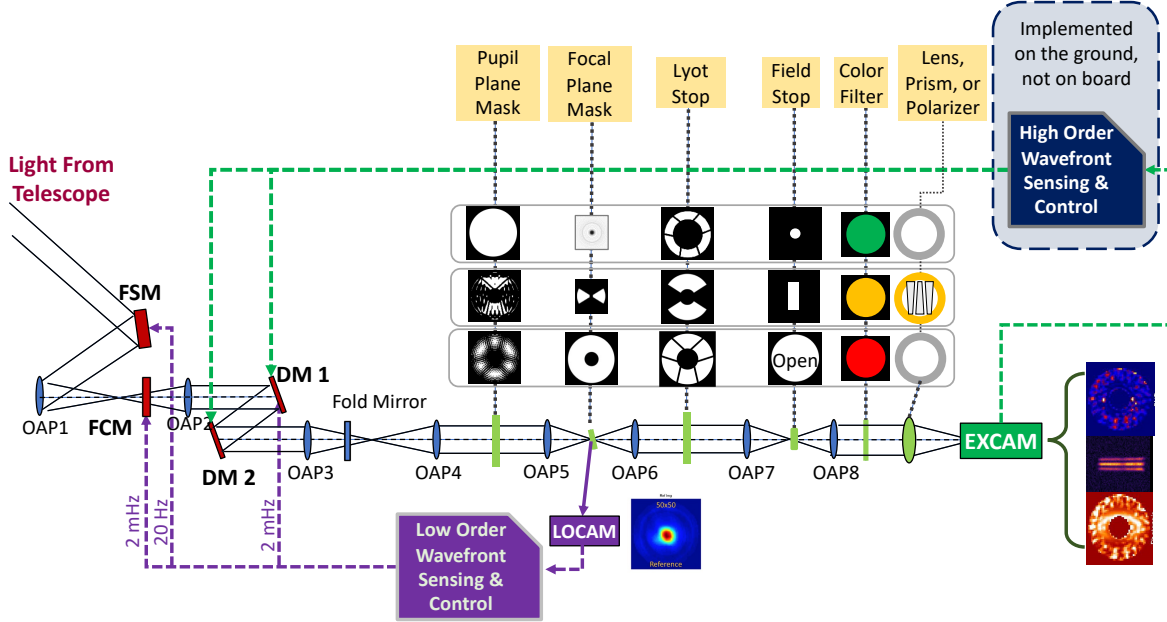 Pupil
Plane
Mask
Focal
Plane
Mask
Lyot
Stop
Field
Stop
Color
Filter
Lens,
Prism, or
Polarizer
Implemented
on the ground,
not on board
High Order
Wavefront
Sensing &
Control
Light From
Telescope
FSM
Open
DM 1
Fold Mirror
OAP1
FCM
OAP2
DM 2
OAP3
OAP4
OAP5
OAP6
OAP7
OAP8
EXCAM
2 mHz
20 Hz
2 mHz
Low Order
Wavefront
Sensing &
Control
LOCAM
50x50
Reference